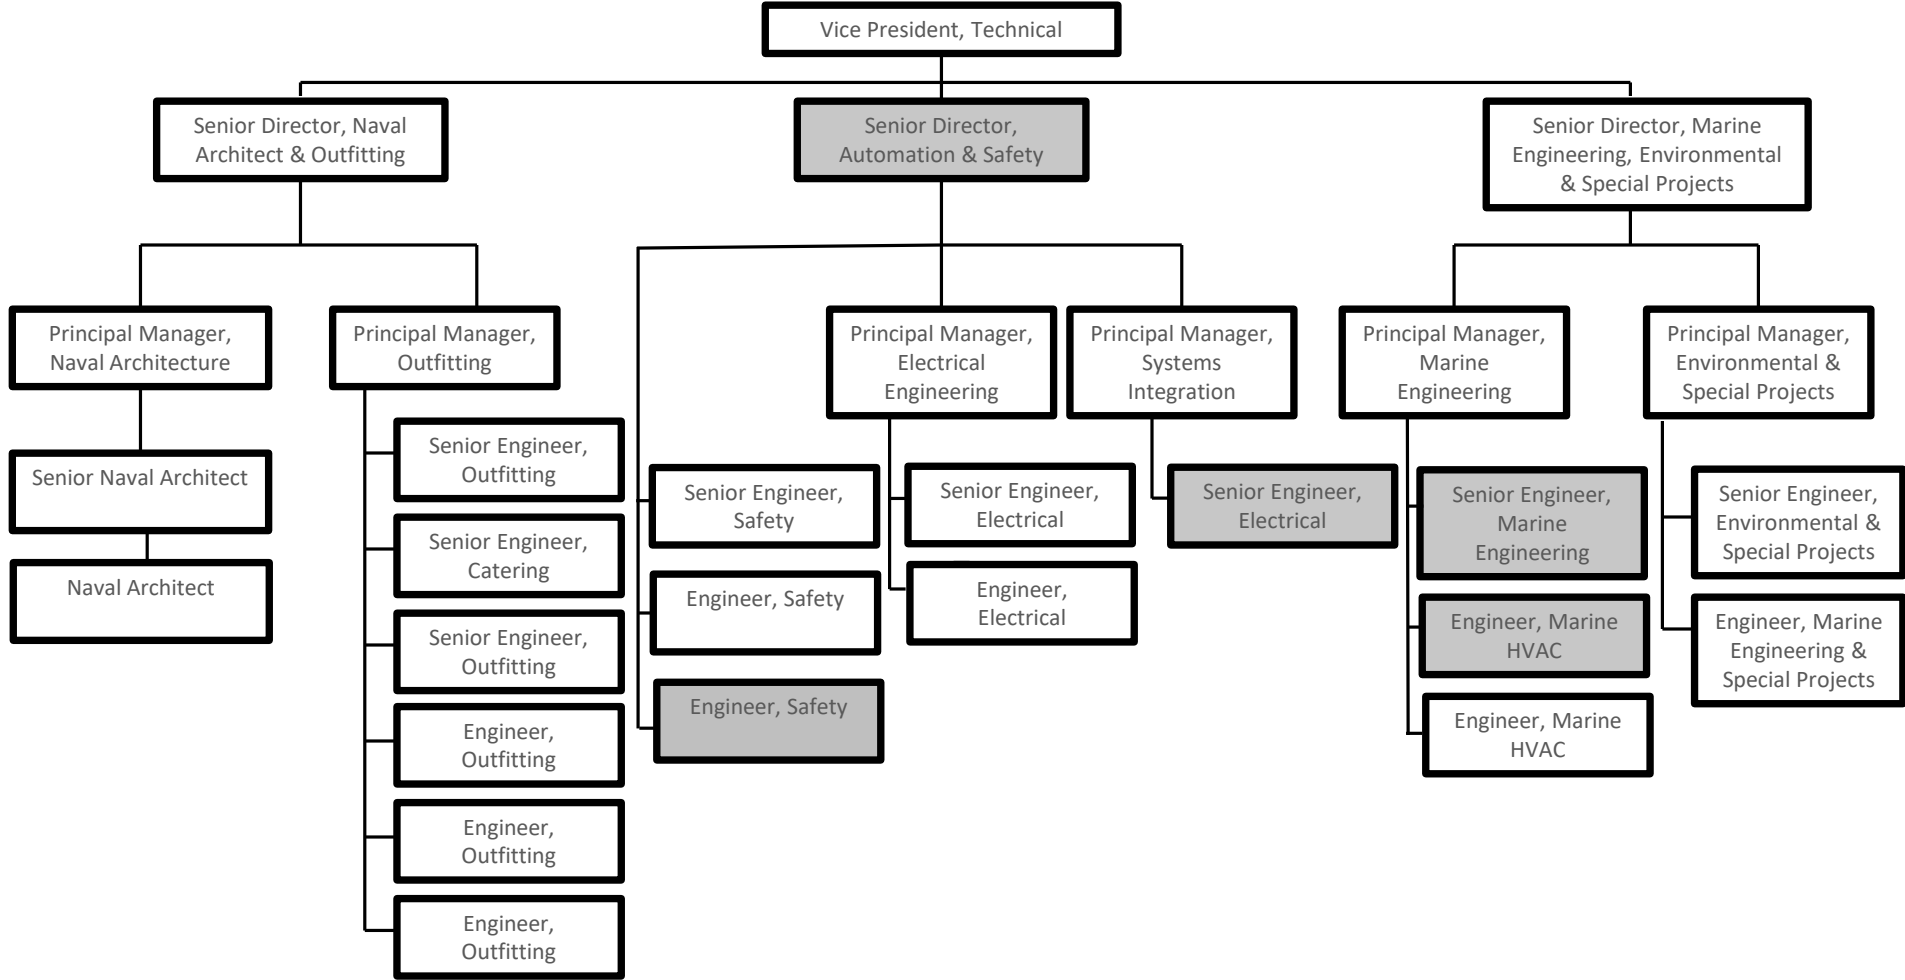 Vice President, Technical
Senior Director, Naval
Architect & Outfitting
Senior Director,
Automation & Safety
Senior Director, Marine
Engineering, Environmental
& Special Projects
Principal Manager,
Naval Architecture
Principal Manager,
Outfitting
Principal Manager,
Electrical
Engineering
Principal Manager,
Systems
Integration
Principal Manager,
Marine
Engineering
Principal Manager,
Environmental &
Special Projects
Senior Naval Architect
Naval Architect
Senior Engineer,
Outfitting
Senior Engineer,
Catering
Senior Engineer,
Outfitting
Engineer,
Outfitting
Engineer,
Outfitting
Engineer,
Outfitting
Senior Engineer,
Safety
Engineer, Safety
Engineer, Safety
Senior Engineer,
Electrical
Engineer,
Electrical
Senior Engineer,
Electrical
Senior Engineer,
Marine
Engineering
Engineer, Marine
HVAC
Engineer, Marine
HVAC
Senior Engineer,
Environmental &
Special Projects
Engineer, Marine
Engineering &
Special Projects